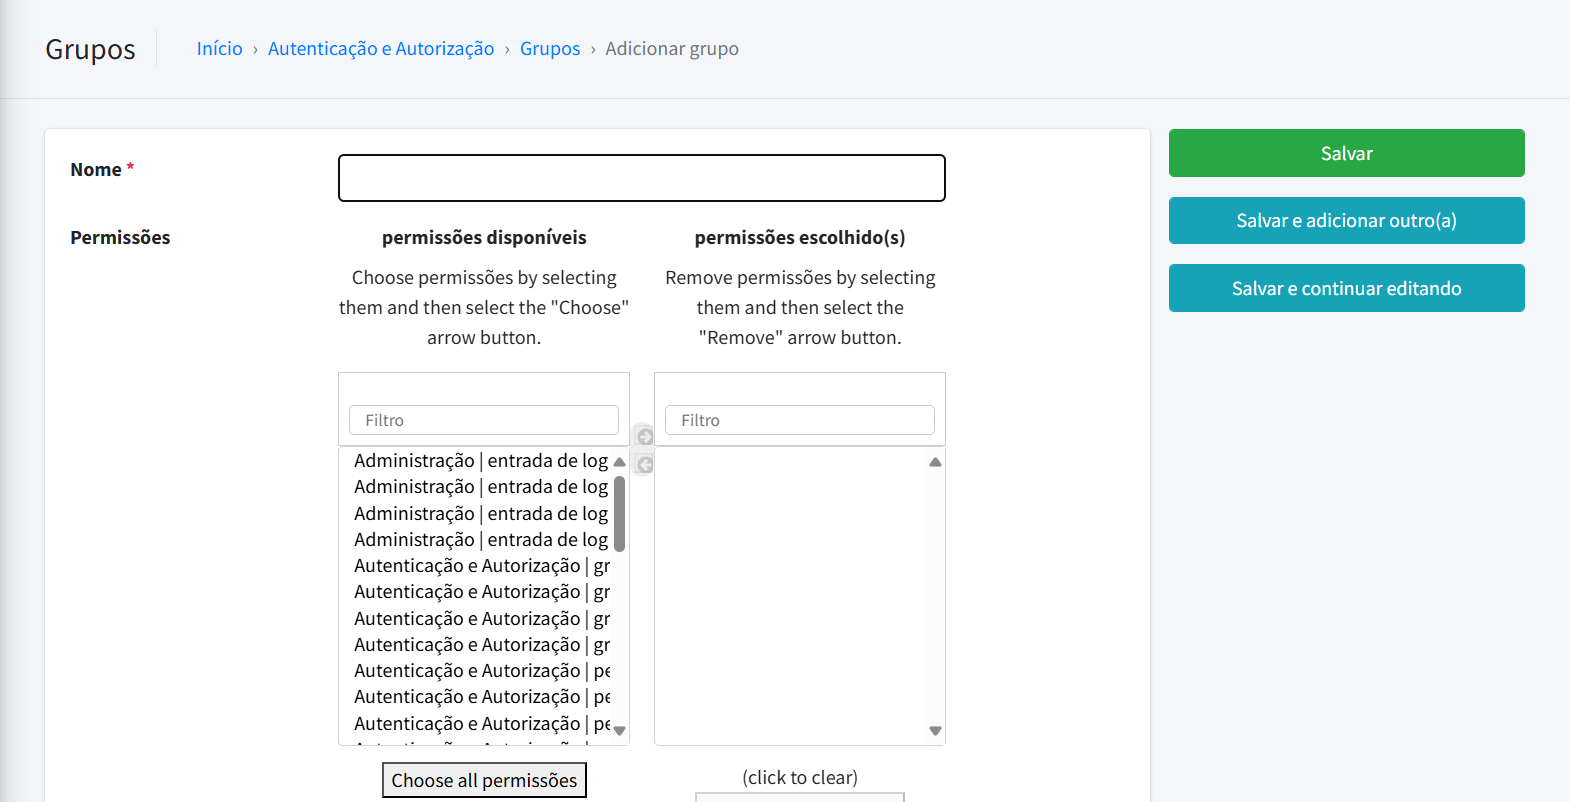 Grupos
Início › Autenticação e Autorização › Grupos › Adicionar grupo
Nome *
Salvar
Salvar e adicionar outro(a)
Salvar e continuar editando
Permissões
permissões disponíveis
Choose permissões by selecting
them and then select the "Choose"
arrow button.
Filtro
Administração | entrada de log
Administração | entrada de log
Administração | entrada de log
Administração | entrada de log
Autenticação e Autorização | gr
Autenticação e Autorização | gr
Autenticação e Autorização | gr
Autenticação e Autorização | gr
Autenticação e Autorização | pe
Autenticação e Autorização | pe
Autenticação e Autorização | pe
Choose all permissões
permissões escolhido(s)
Remove permissões by selecting
them and then select the
"Remove" arrow button.
Filtro
(click to clear)